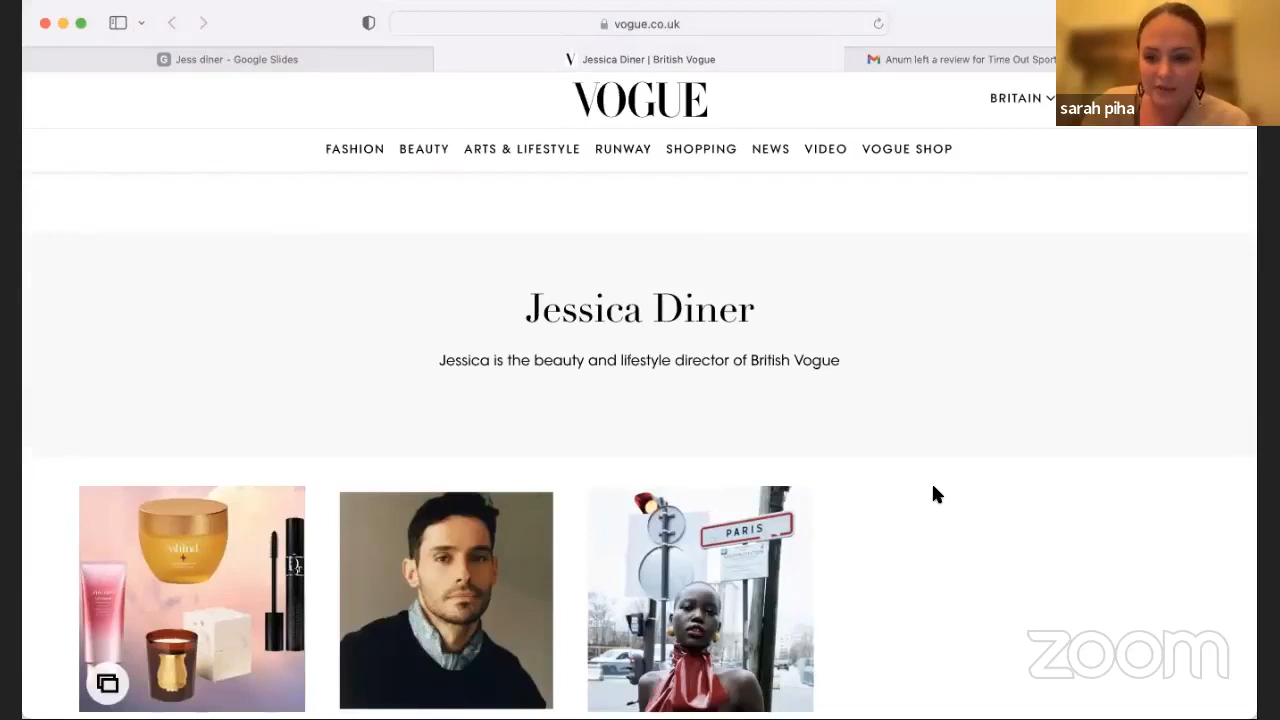 vogue.co.uk
G Jess diner - Google Slides
V Jessica Diner | British Vogue
Anum left a review for Time Out Sport
VOGUE
BRITAIN
sarah piha
FASHION BEAUTY ARTS & LIFESTYLE RUNWAY SHOPPING NEWS VIDEO VOGUE SHOP
Jessica Diner
Jessica is the beauty and lifestyle director of British Vogue
whind
PARIS
zoom